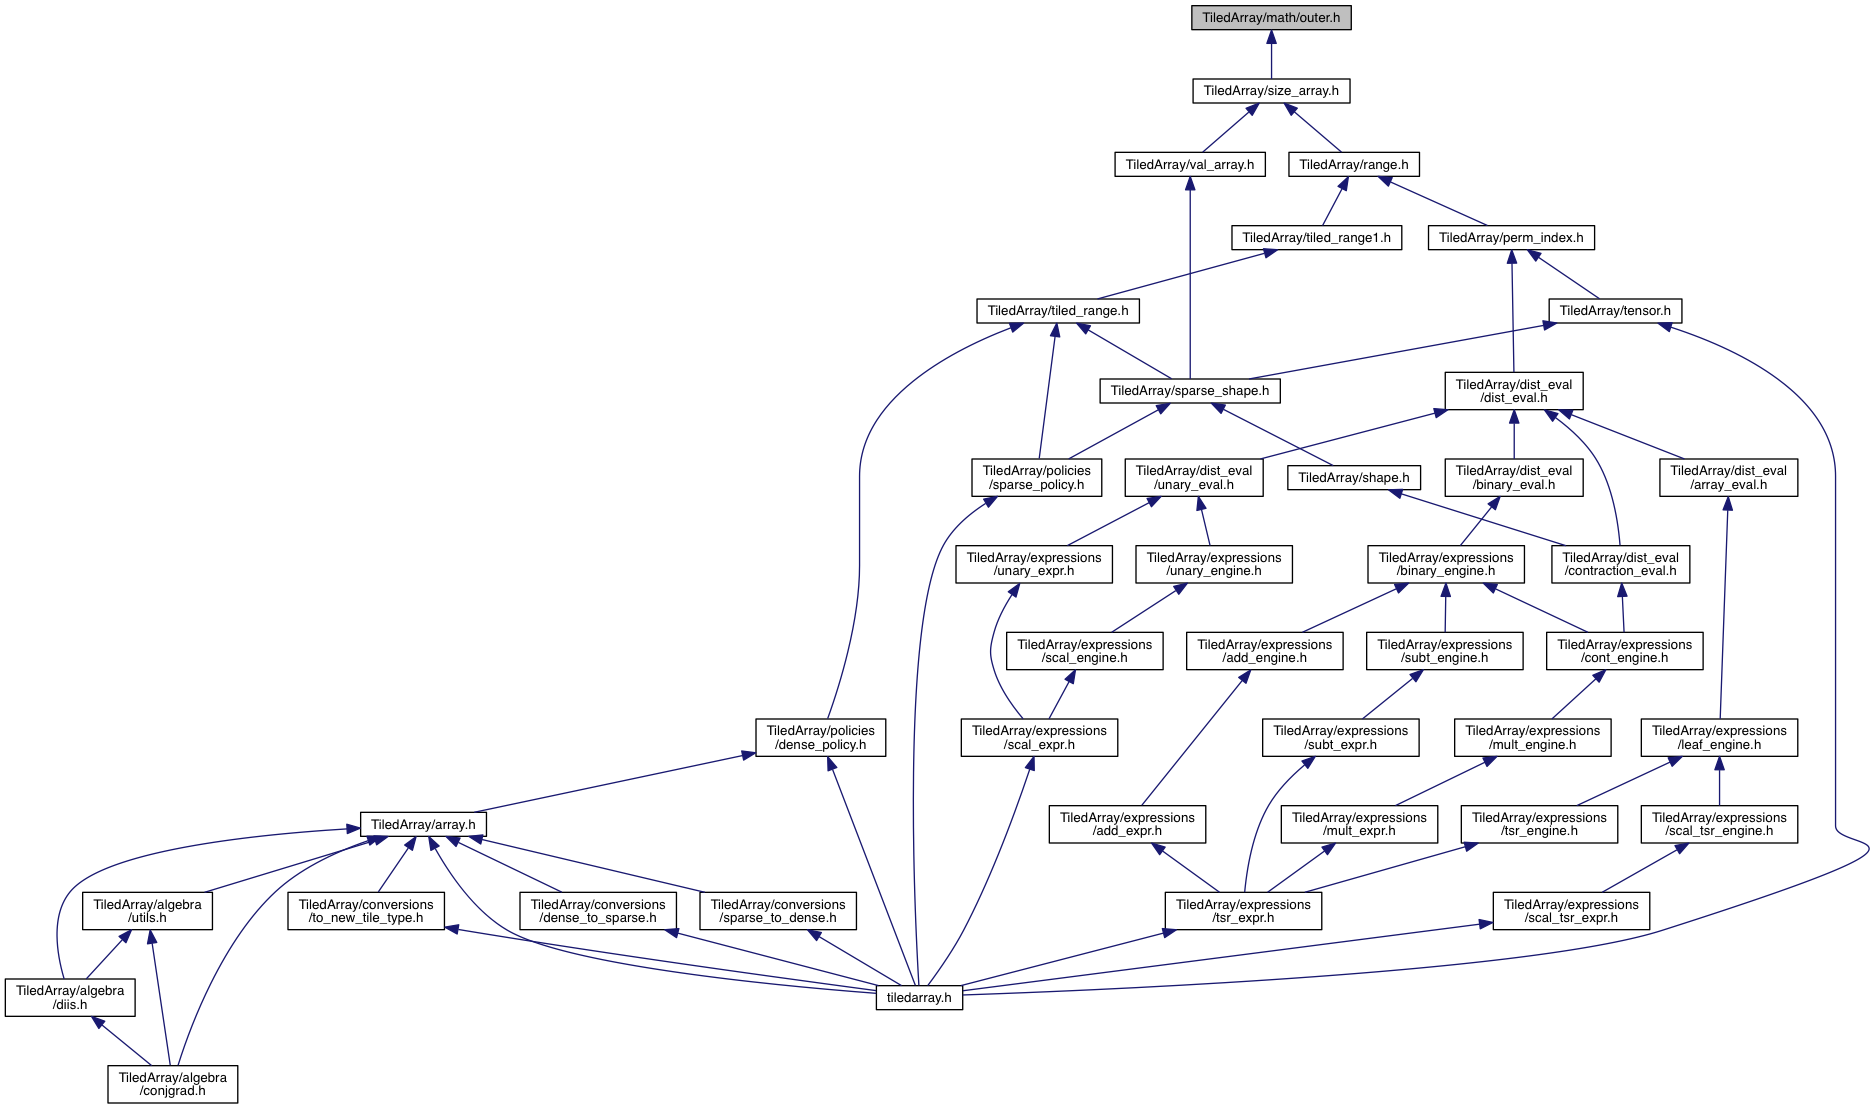 TiledArray/math/outer.h
TiledArray/size_array.h
TiledArray/val_array.h
TiledArray/range.h
TiledArray/tiled_range1.h
TiledArray/perm_index.h
TiledArray/tiled_range.h
TiledArray/tensor.h
TiledArray/sparse_shape.h
TiledArray/dist_eval
/dist_eval.h
TiledArray/policies
/sparse_policy.h
TiledArray/dist_eval
/unary_eval.h
TiledArray/shape.h
TiledArray/dist_eval
/binary_eval.h
TiledArray/dist_eval
/array_eval.h
TiledArray/expressions
/unary_expr.h
TiledArray/expressions
/unary_engine.h
TiledArray/expressions
/binary_engine.h
TiledArray/dist_eval
/contraction_eval.h
TiledArray/expressions
/scal_engine.h
TiledArray/expressions
/add_engine.h
TiledArray/expressions
/subt_engine.h
TiledArray/expressions
/cont_engine.h
TiledArray/policies
/dense_policy.h
TiledArray/expressions
/scal_expr.h
TiledArray/expressions
/subt_expr.h
TiledArray/expressions
/mult_engine.h
TiledArray/expressions
/leaf_engine.h
TiledArray/array.h
TiledArray/expressions
/add_expr.h
TiledArray/expressions
/mult_expr.h
TiledArray/expressions
/tsr_engine.h
TiledArray/expressions
/scal_tsr_engine.h
TiledArray/algebra
/utils.h
TiledArray/conversions
/to_new_tile_type.h
TiledArray/conversions
/dense_to_sparse.h
TiledArray/conversions
/sparse_to_dense.h
TiledArray/expressions
/tsr_expr.h
TiledArray/expressions
/scal_tsr_expr.h
TiledArray/algebra
/diis.h
tiledarray.h
TiledArray/algebra
/conjgrad.h